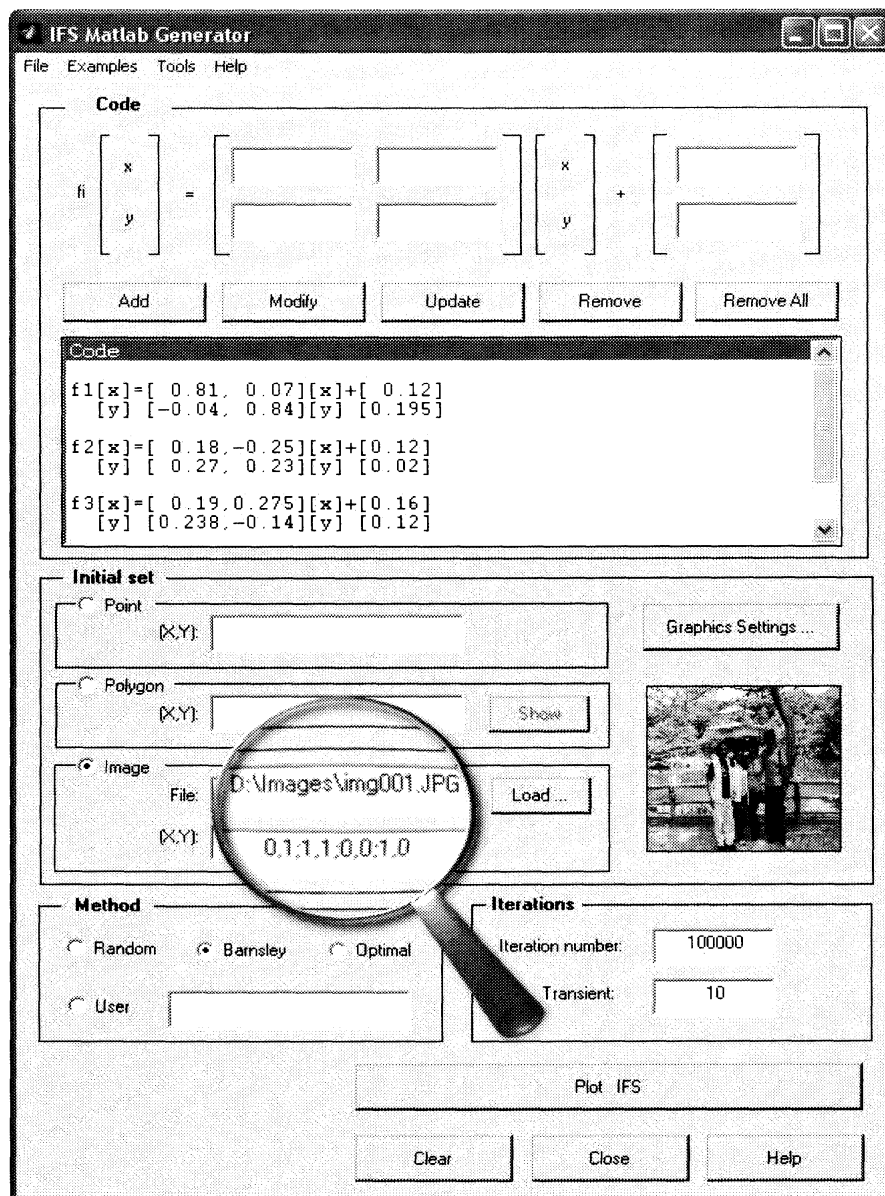 IFS Matlab Generator
File Examples Tools Help
Code
fi x y = x y +
Add Modify Update Remove Remove All
Code
f1[x]=[ 0.81, 0.07][x]+[ 0.12]
[y] [-0.04, 0.84][y] [0.195]
f2[x]=[ 0.18,-0.25][x]+[0.12]
[y] [ 0.27, 0.23][y] [0.02]
f3[x]=[ 0.19,0.275][x]+[0.16]
[y] [0.238,-0.14][y] [0.12]
Initial set
Point
(X,Y):
Graphics Settings ...
Polygon
(X,Y):
Show
Image
File: D:\Images\img001.JPG
Load ...
(X,Y): 0,1;1,1;0,0;1,0
Method
Random Barnsley Optimal
User
Iterations
Iteration number: 100000
Transient: 10
Plot IFS
Clear Close Help